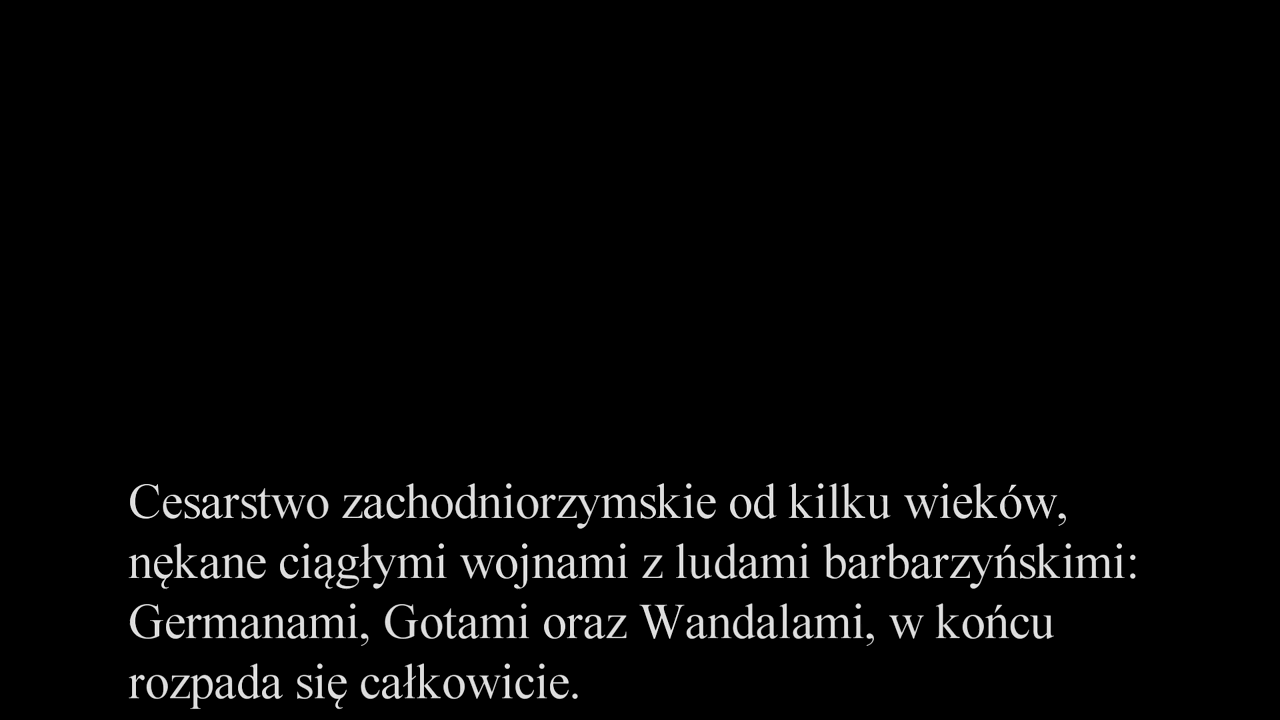 Cesarstwo zachodniorzymskie od kilku wieków,
nękane ciągłymi wojnami z ludami barbarzyńskimi:
Germanami, Gotami oraz Wandalami, w końcu
rozpada się całkowicie.